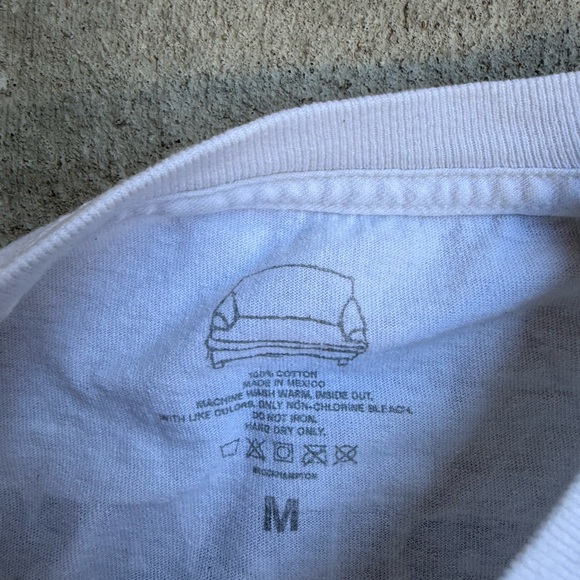 100% COTTON
MADE IN MEXICO
MACHINE WASH WARM, INSIDE OUT,
WITH LIKE COLORS. ONLY NON-CHLORINE BLEACH.
DO NOT IRON.
HANG DRY ONLY.
BROCKHAMPTON
M